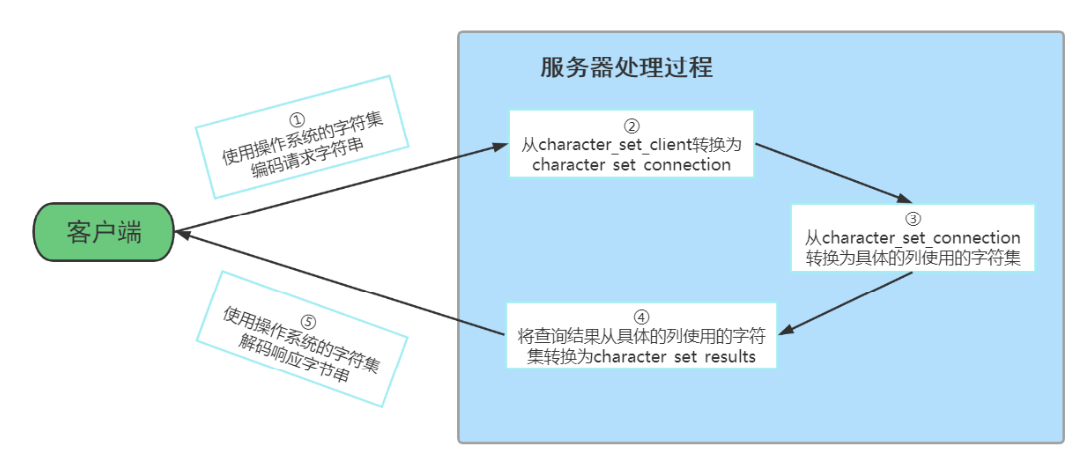 服务器处理过程
①
使用操作系统的字符集
编码请求字符串
②
从character_set_client转换为
character_set_connection
客户端
③
从character_set_connection
转换为具体的列使用的字符集
④
将查询结果从具体的列使用的字符
集转换为character_set_results
⑤
使用操作系统的字符集
解码响应字节串